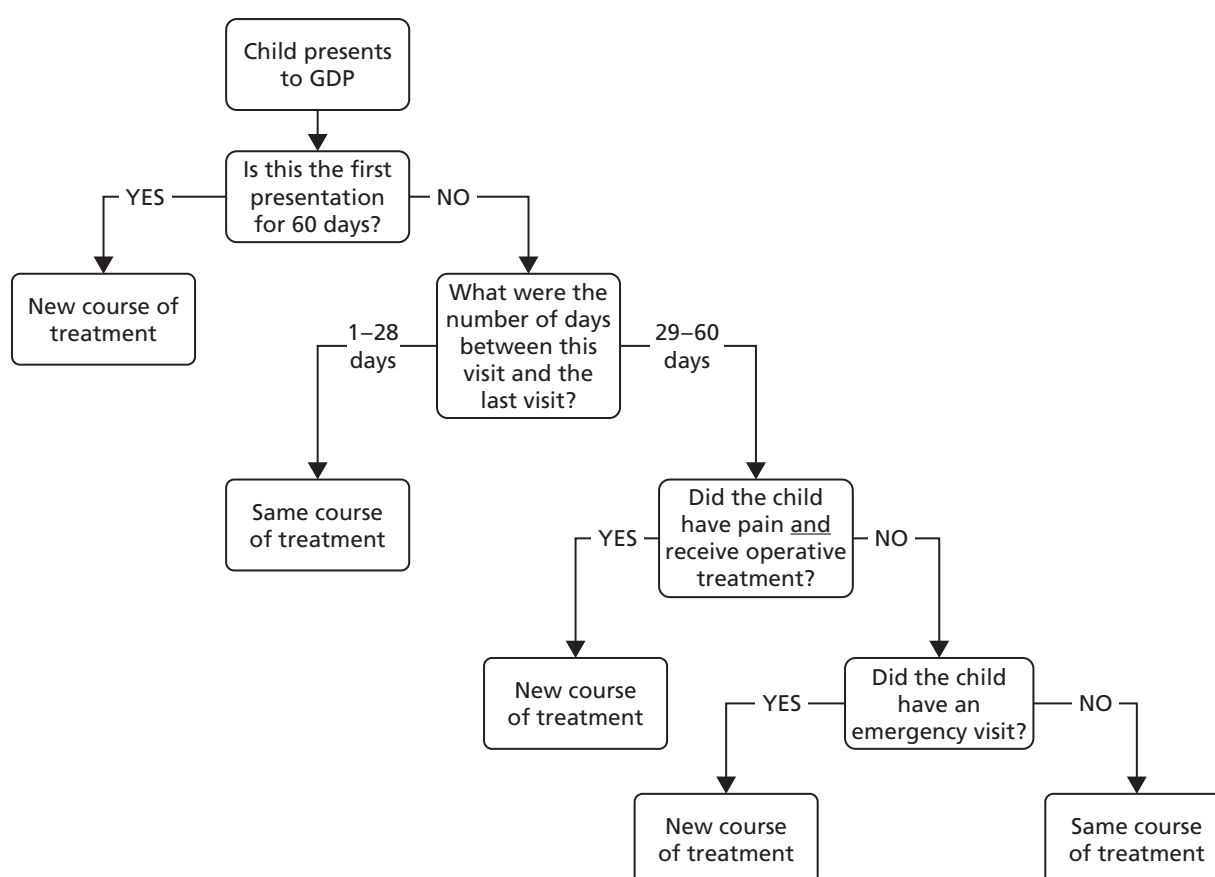 Child presents
to GDP
Is this the first
presentation
for 60 days?
YES
NO
New course of
treatment
What were the
number of days
between this
visit and the
last visit?
1–28
days
29–60
days
Same course
of treatment
Did the child
have pain and
receive operative
treatment?
YES
NO
New course
of treatment
Did the child
have an
emergency visit?
YES
NO
New course
of treatment
Same course
of treatment